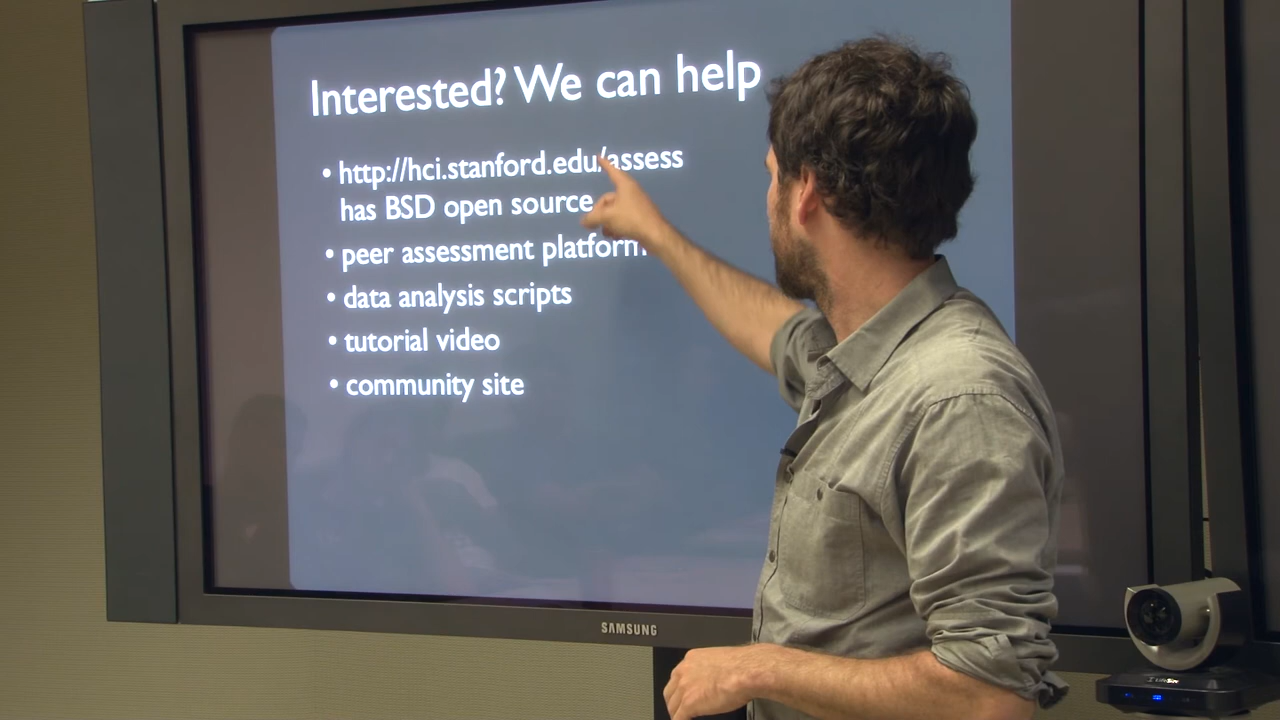 Interested? We can help
• http://hci.stanford.edu/assess
has BSD open source
• peer assessment platform
• data analysis scripts
• tutorial video
• community site
SAMSUNG